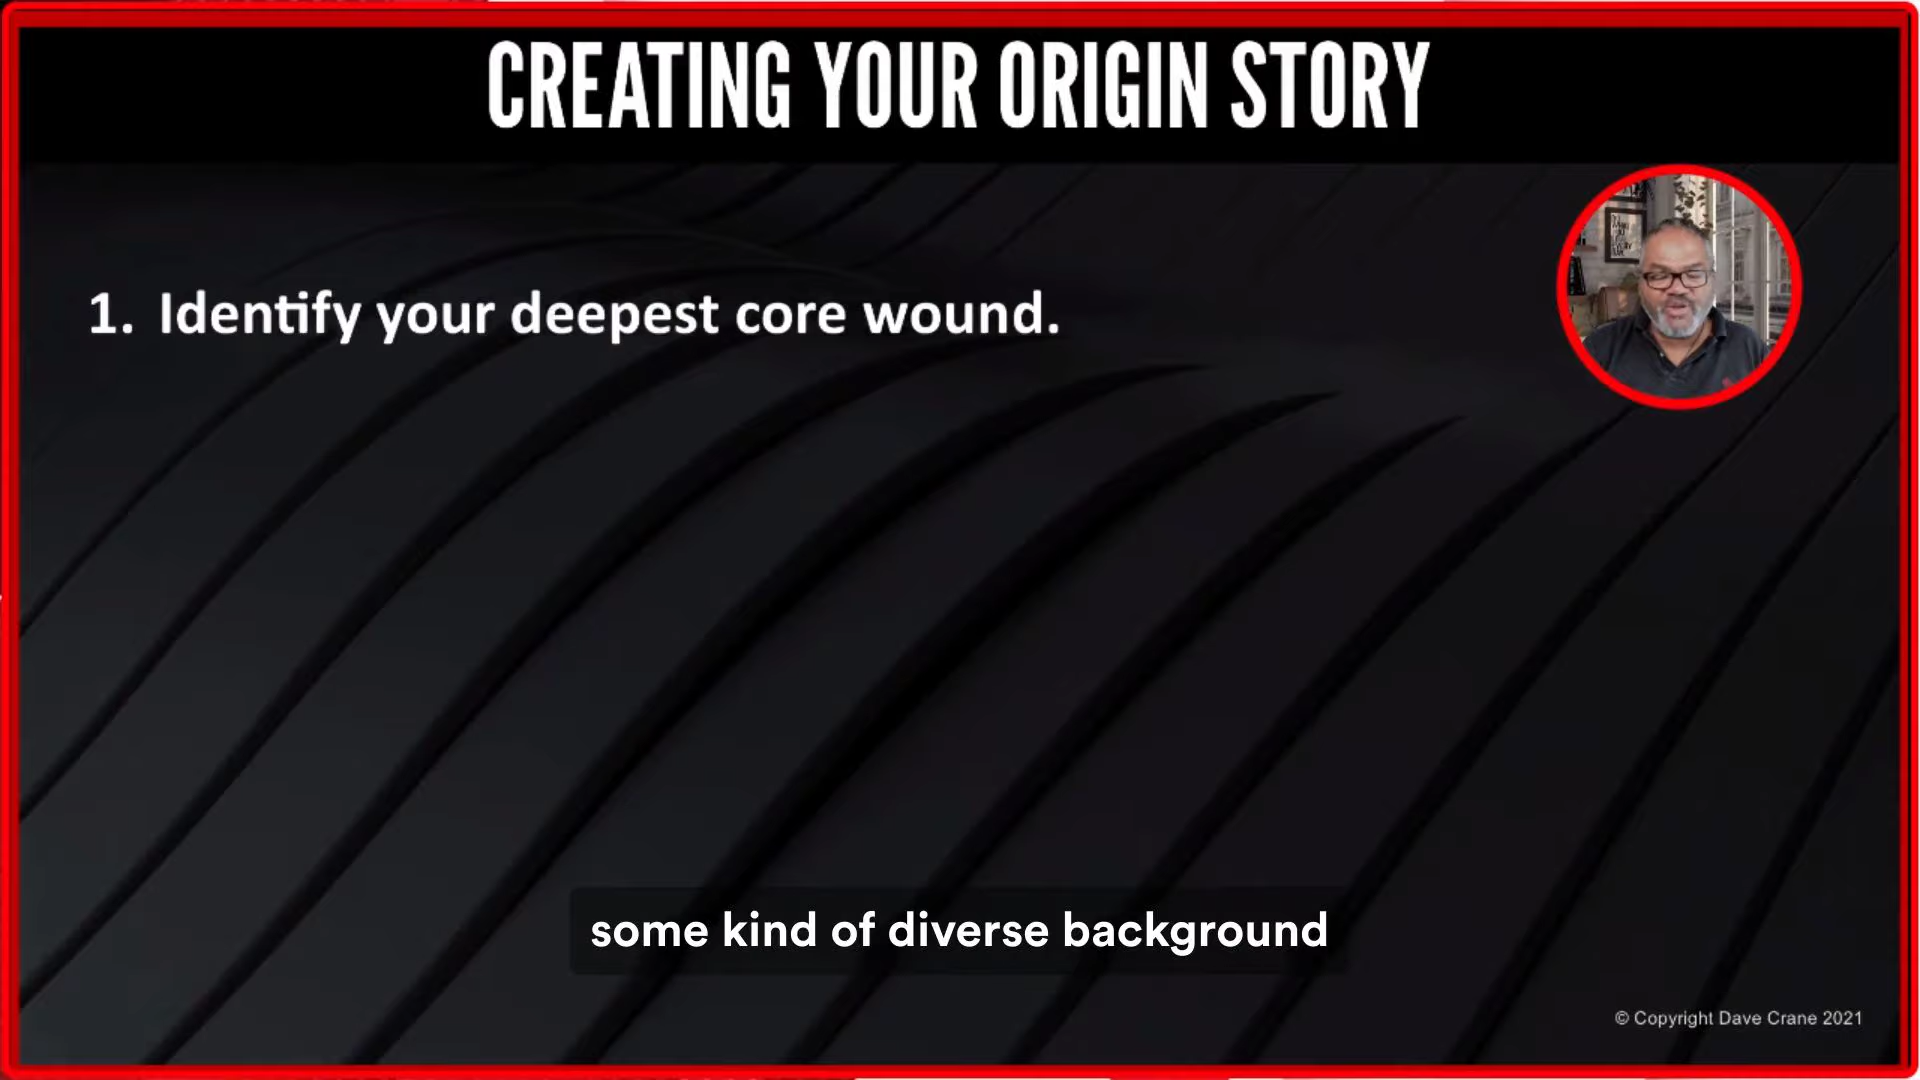 CREATING YOUR ORIGIN STORY
1. Identify your deepest core wound.
some kind of diverse background
© Copyright Dave Crane 2021